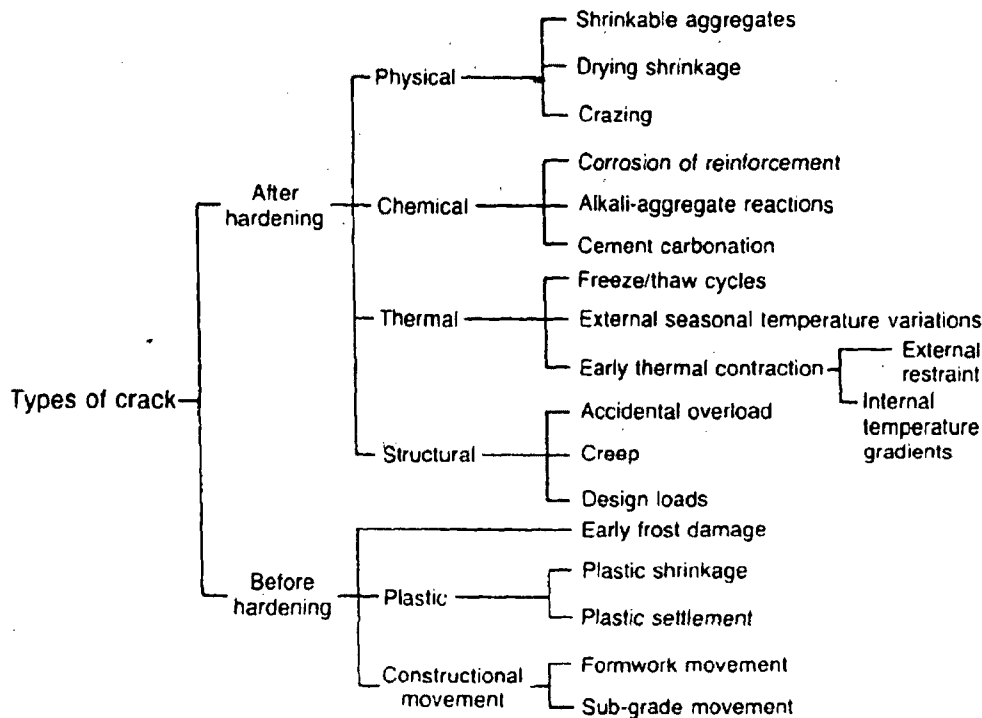 Shrinkable aggregates
Physical
Drying shrinkage
Crazing
After
hardening
Corrosion of reinforcement
Chemical
Alkali-aggregate reactions
Cement carbonation
Freeze/thaw cycles
Thermal
External seasonal temperature variations
Early thermal contraction
External
restraint
Internal
temperature
gradients
Types of crack
Accidental overload
Structural
Creep
Design loads
Early frost damage
Before
hardening
Plastic
Plastic shrinkage
Plastic settlement
Constructional
movement
Formwork movement
Sub-grade movement